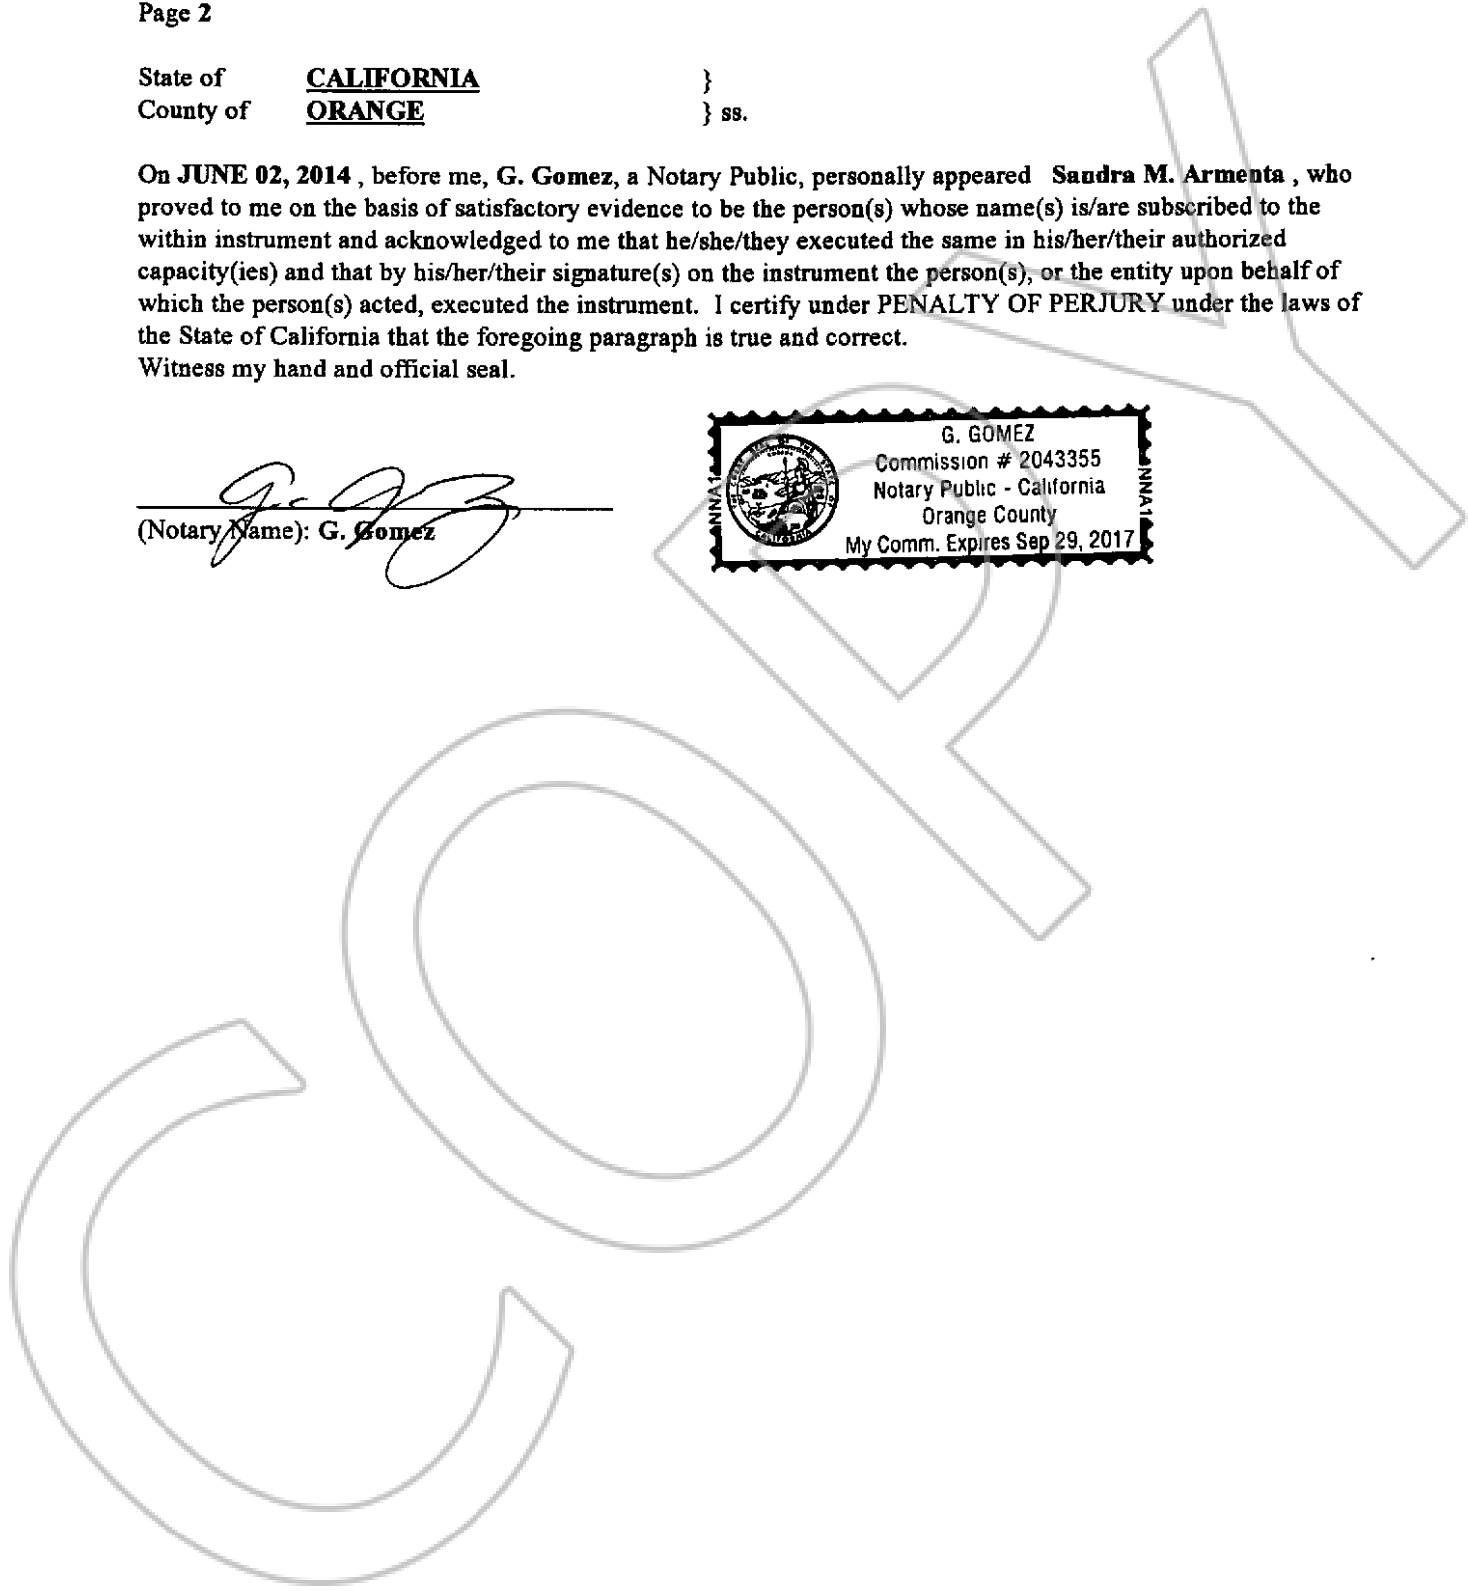 Page 2
State of CALIFORNIA }
County of ORANGE } ss.
On JUNE 02, 2014 , before me, G. Gomez, a Notary Public, personally appeared Sandra M. Armenta , who
proved to me on the basis of satisfactory evidence to be the person(s) whose name(s) is/are subscribed to the
within instrument and acknowledged to me that he/she/they executed the same in his/her/their authorized
capacity(ies) and that by his/her/their signature(s) on the instrument the person(s), or the entity upon behalf of
which the person(s) acted, executed the instrument. I certify under PENALTY OF PERJURY under the laws of
the State of California that the foregoing paragraph is true and correct.
Witness my hand and official seal.
(Notary Name): G. Gomez
G. GOMEZ
Commission # 2043355
Notary Public - California
Orange County
My Comm. Expires Sep 29, 2017
NNA1
NNA1
COPY